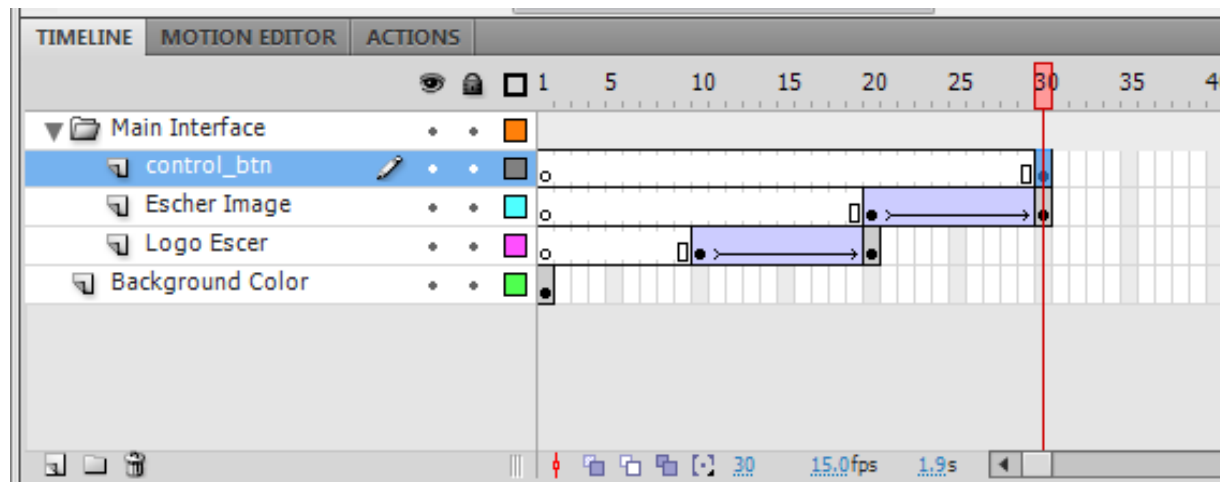 TIMELINE MOTION EDITOR ACTIONS
1 5 10 15 20 25 30 35 4
Main Interface
control_btn
Escher Image
Logo Escer
Background Color
30 15.0fps 1.9s